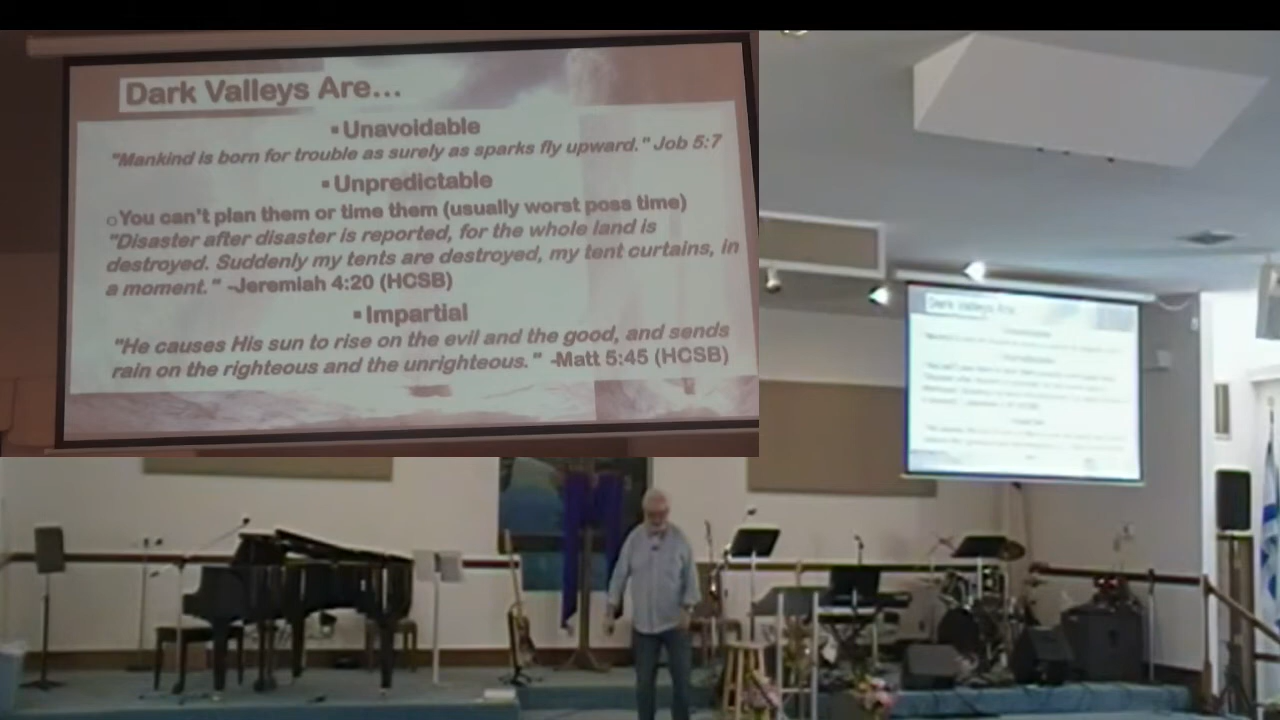 Dark Valleys Are...
▪Unavoidable
"Mankind is born for trouble as surely as sparks fly upward." Job 5:7
▪Unpredictable
oYou can't plan them or time them (usually worst poss time)
"Disaster after disaster is reported, for the whole land is
destroyed. Suddenly my tents are destroyed, my tent curtains, in
a moment." -Jeremiah 4:20 (HCSB)
▪Impartial
"He causes His sun to rise on the evil and the good, and sends
rain on the righteous and the unrighteous." -Matt 5:45 (HCSB)
Dark Valleys Are...